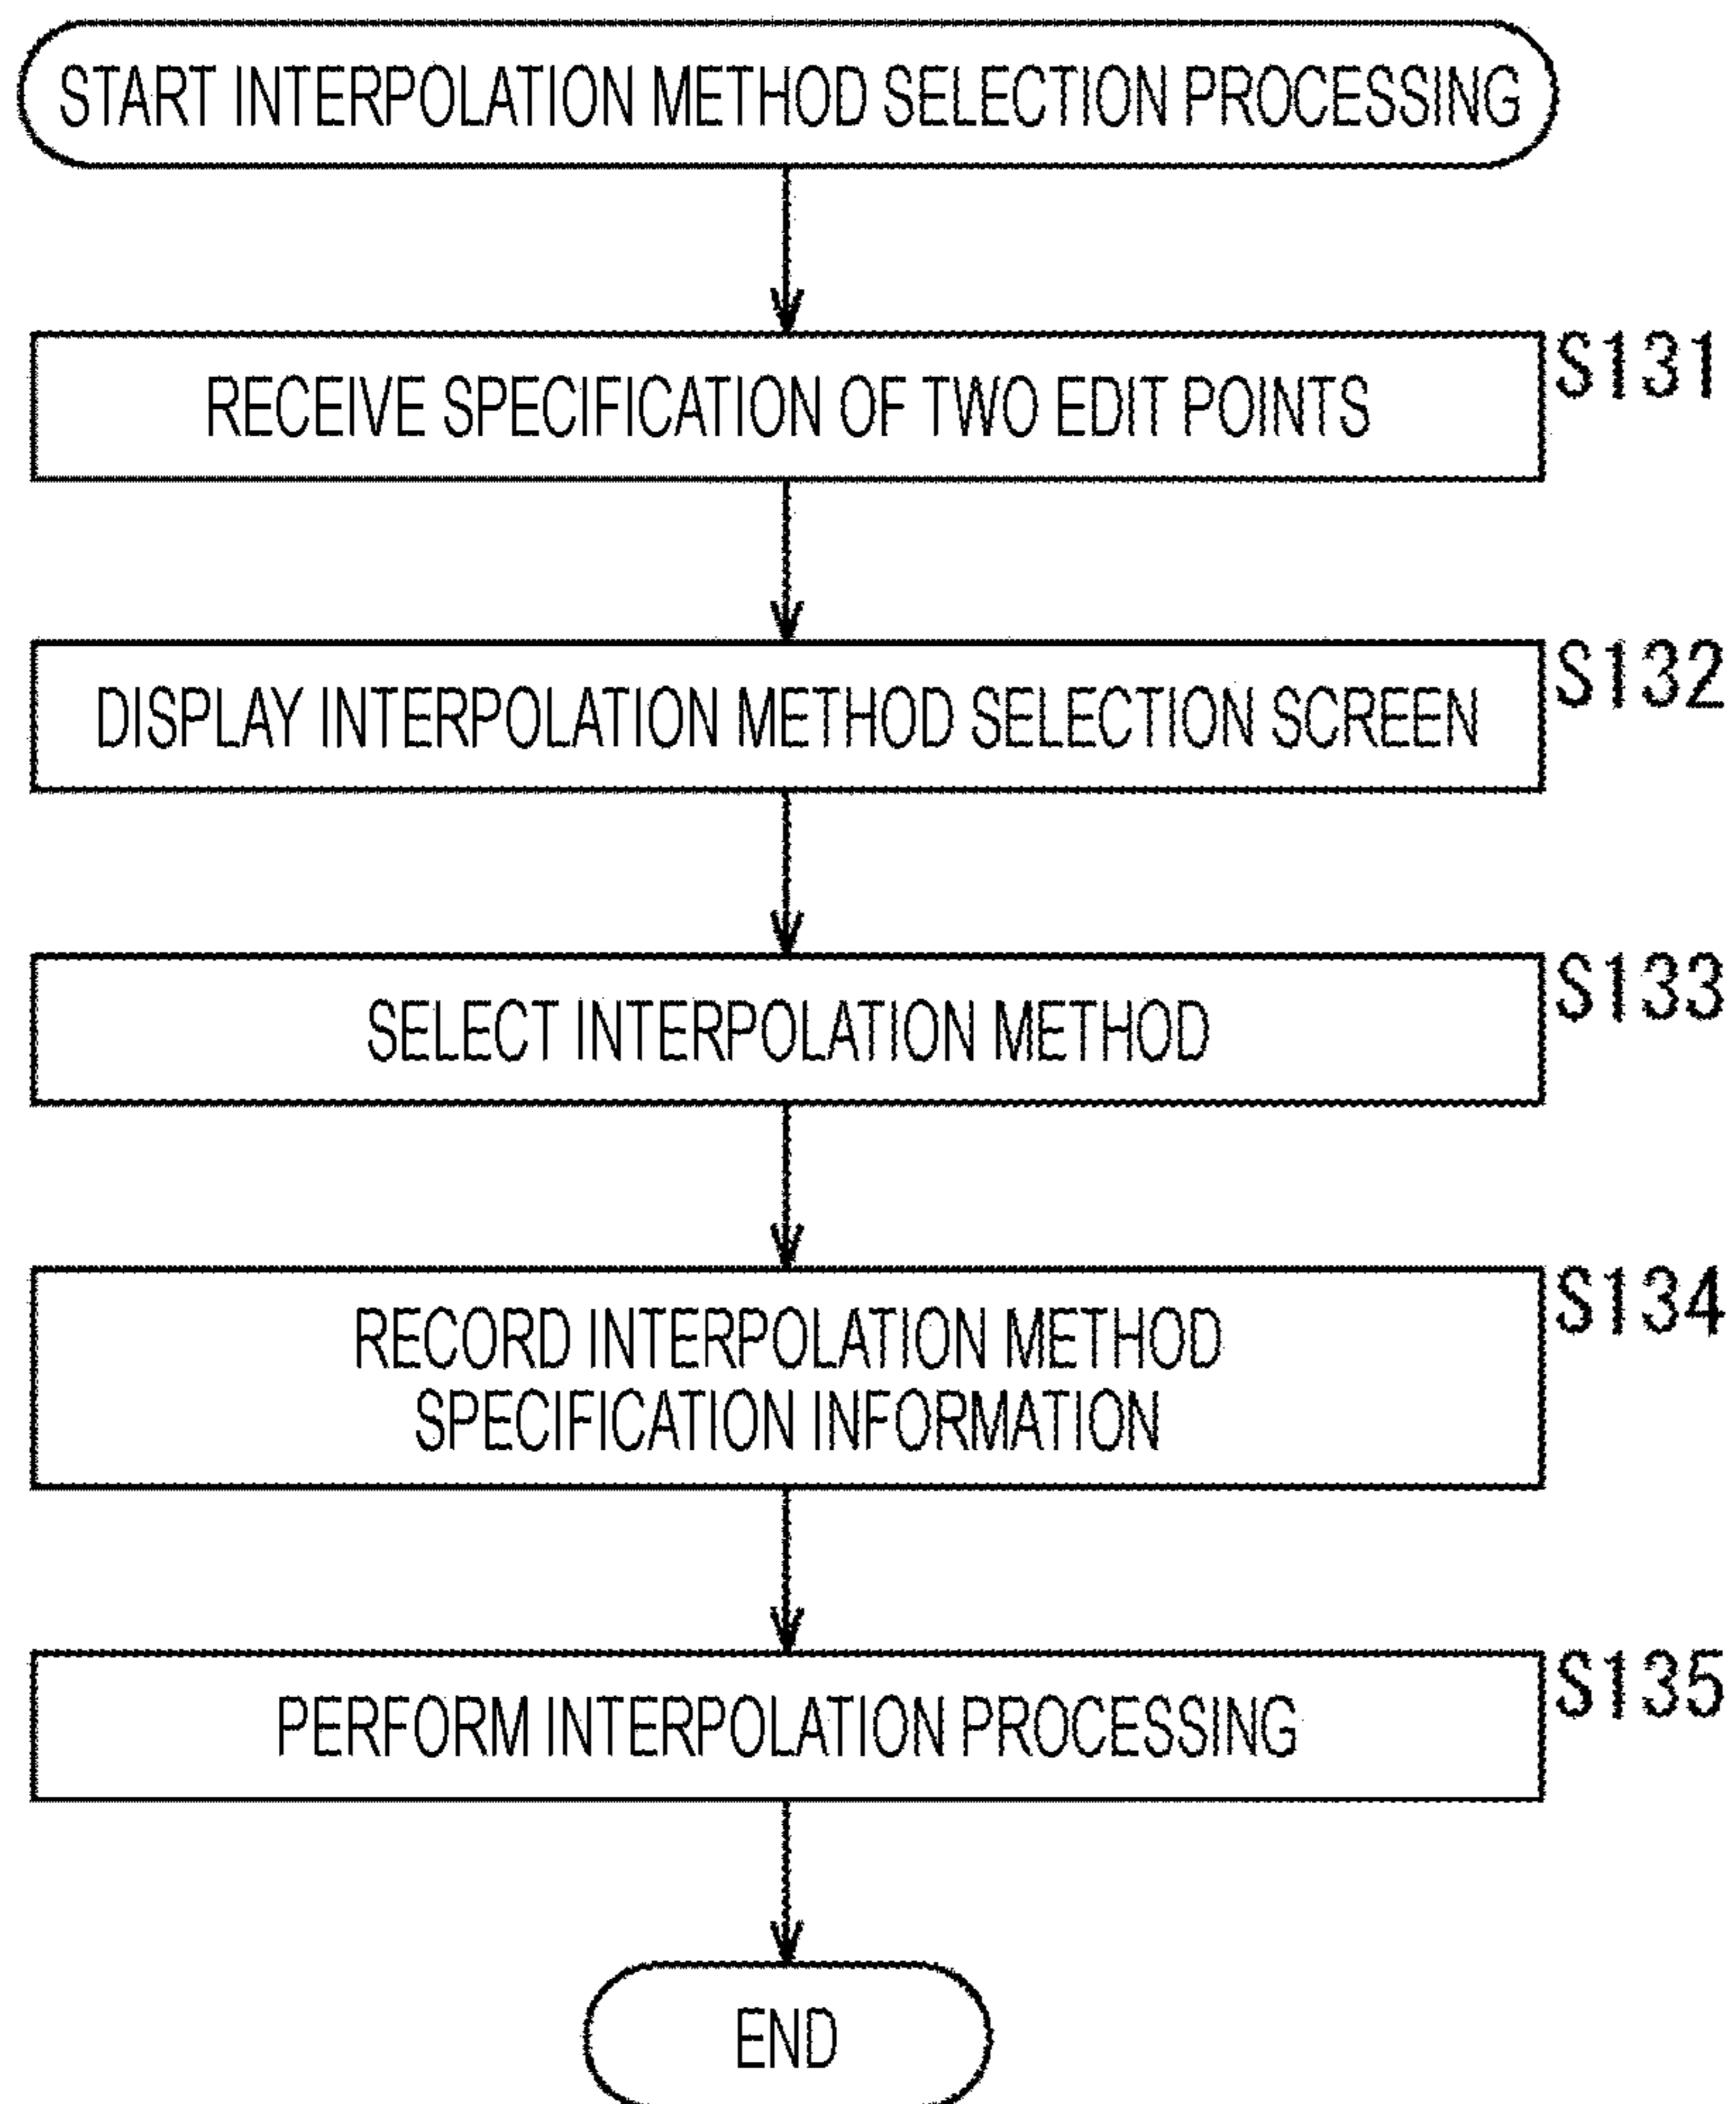 START INTERPOLATION METHOD SELECTION PROCESSING
S131
RECEIVE SPECIFICATION OF TWO EDIT POINTS
S132
DISPLAY INTERPOLATION METHOD SELECTION SCREEN
S133
SELECT INTERPOLATION METHOD
S134
RECORD INTERPOLATION METHOD
SPECIFICATION INFORMATION
S135
PERFORM INTERPOLATION PROCESSING
END